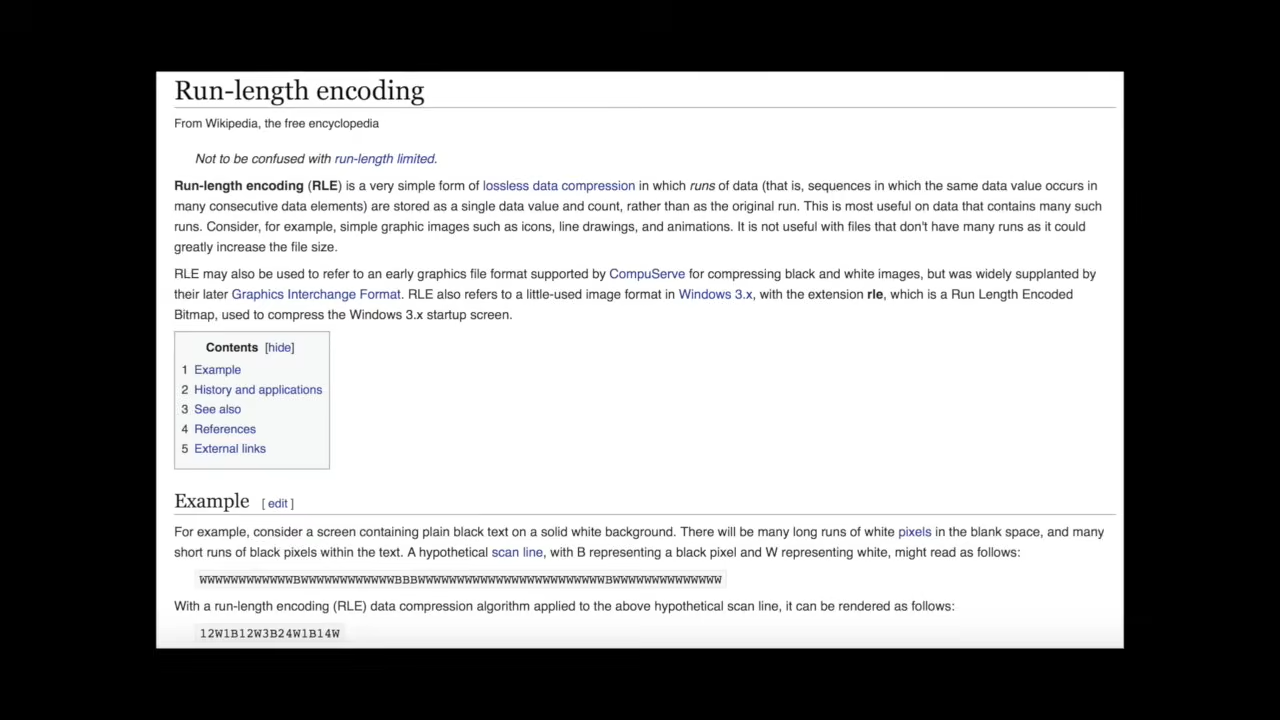 Run-length encoding
From Wikipedia, the free encyclopedia
Not to be confused with run-length limited.
Run-length encoding (RLE) is a very simple form of lossless data compression in which runs of data (that is, sequences in which the same data value occurs in
many consecutive data elements) are stored as a single data value and count, rather than as the original run. This is most useful on data that contains many such
runs. Consider, for example, simple graphic images such as icons, line drawings, and animations. It is not useful with files that don't have many runs as it could
greatly increase the file size.
RLE may also be used to refer to an early graphics file format supported by CompuServe for compressing black and white images, but was widely supplanted by
their later Graphics Interchange Format. RLE also refers to a little-used image format in Windows 3.x, with the extension rle, which is a Run Length Encoded
Bitmap, used to compress the Windows 3.x startup screen.
Contents [hide]
1 Example
2 History and applications
3 See also
4 References
5 External links
Example [ edit ]
For example, consider a screen containing plain black text on a solid white background. There will be many long runs of white pixels in the blank space, and many
short runs of black pixels within the text. A hypothetical scan line, with B representing a black pixel and W representing white, might read as follows:
WWWWWWWWWWWWBWWWWWWWWWWWWBBBWWWWWWWWWWWWWWWWWWWWWWWWBWWWWWWWWWWWWWW
With a run-length encoding (RLE) data compression algorithm applied to the above hypothetical scan line, it can be rendered as follows:
12W1B12W3B24W1B14W